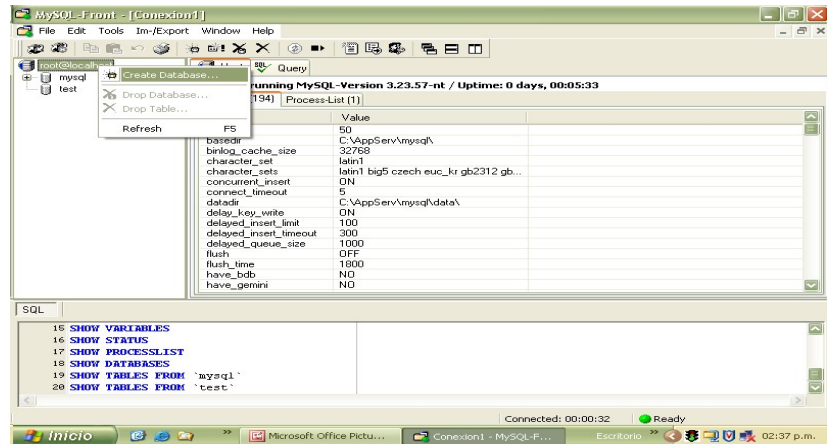 MySQL-Front - [Conexion1]
File Edit Tools Im-/Export Window Help
root@localhost
mysql
test
Create Database...
Drop Database...
Drop Table...
Refresh F5
Query
running MySQL-Version 3.23.57-nt / Uptime: 0 days, 00:05:33
194) Process-List (1)
Value
50
basedir C:\AppServ\mysql\
binlog_cache_size 32768
character_set latin1
character_sets latin1 big5 czech euc_kr gb2312 gb...
concurrent_insert ON
connect_timeout 5
datadir C:\AppServ\mysql\data\
delay_key_write ON
delayed_insert_limit 100
delayed_insert_timeout 300
delayed_queue_size 1000
flush OFF
flush_time 1800
have_bdb NO
have_gemini NO
SQL
15 SHOW VARIABLES
16 SHOW STATUS
17 SHOW PROCESSLIST
18 SHOW DATABASES
19 SHOW TABLES FROM `mysql`
20 SHOW TABLES FROM `test`
Connected: 00:00:32 Ready
Inicio » Microsoft Office Pictu... Conexion1 - MySQL-F... Escritorio » 02:37 p.m.